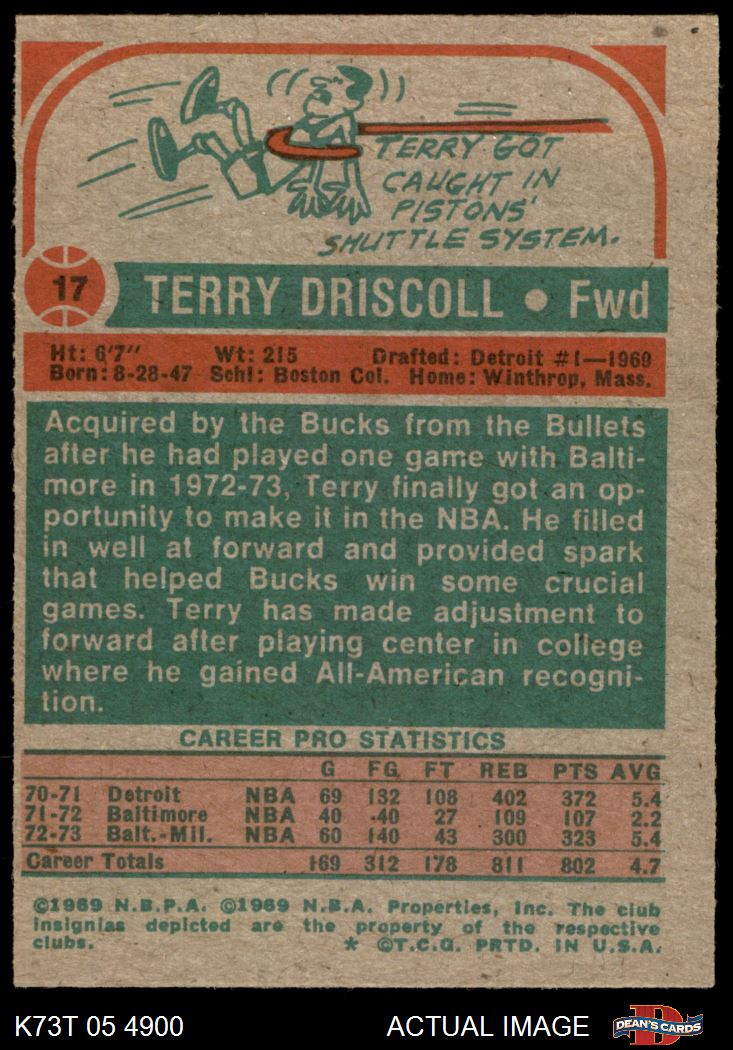 TERRY GOT
CAUGHT IN
PISTONS'
SHUTTLE SYSTEM.
17 TERRY DRISCOLL • Fwd
Ht: 6'7" Wt: 215 Drafted: Detroit #1—1969
Born: 8-28-47 Schl: Boston Col. Home: Winthrop, Mass.
Acquired by the Bucks from the Bullets
after he had played one game with Balti-
more in 1972-73, Terry finally got an op-
portunity to make it in the NBA. He filled
in well at forward and provided spark
that helped Bucks win some crucial
games. Terry has made adjustment to
forward after playing center in college
where he gained All-American recogni-
tion.
CAREER PRO STATISTICS
G FG FT REB PTS AVG
70-71 Detroit NBA 69 132 108 402 372 5.4
71-72 Baltimore NBA 40 40 27 109 107 2.2
72-73 Balt.-Mil. NBA 60 140 43 300 323 5.4
Career Totals 169 312 178 811 802 4.7
©1969 N.B.P.A. ©1969 N.B.A. Properties, Inc. The club
insignias depicted are the property of the respective
clubs. * ©T.C.G. PRTD. IN U.S.A.
K73T 05 4900 ACTUAL IMAGE DEAN'S CARDS